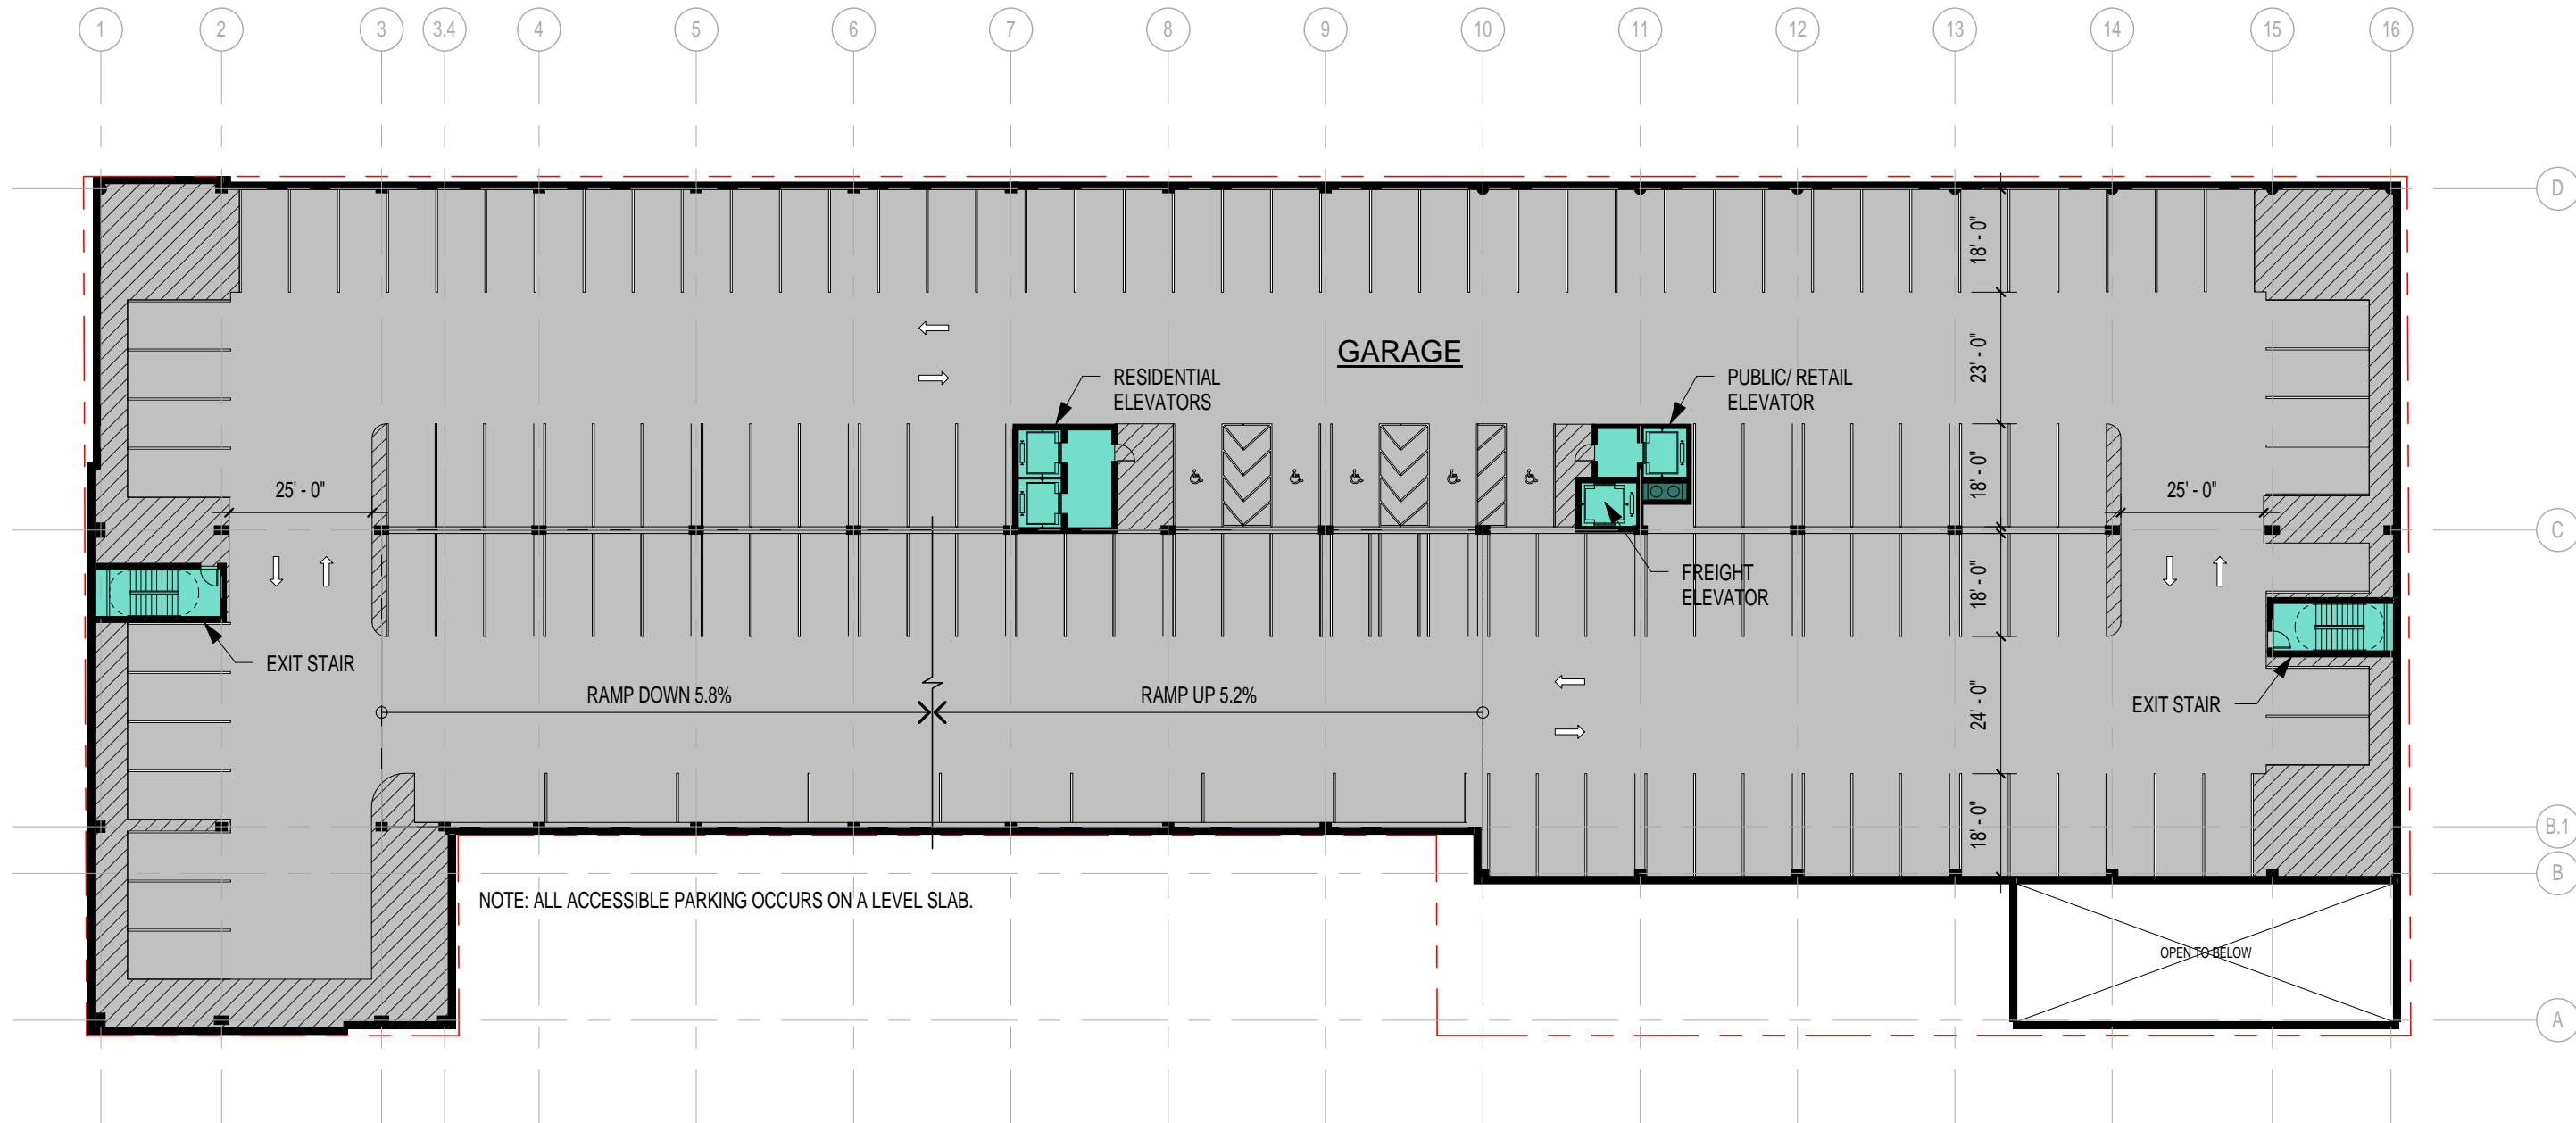 1 2 3 3.4 4 5 6 7 8 9 10 11 12 13 14 15 16
D
18' - 0"
GARAGE
23' - 0"
RESIDENTIAL
ELEVATORS
PUBLIC/ RETAIL
ELEVATOR
25' - 0"
18' - 0"
25' - 0"
C
FREIGHT
ELEVATOR
18' - 0"
EXIT STAIR
RAMP DOWN 5.8%
RAMP UP 5.2%
24' - 0"
EXIT STAIR
B.1
18' - 0"
B
NOTE: ALL ACCESSIBLE PARKING OCCURS ON A LEVEL SLAB.
OPEN TO BELOW
A